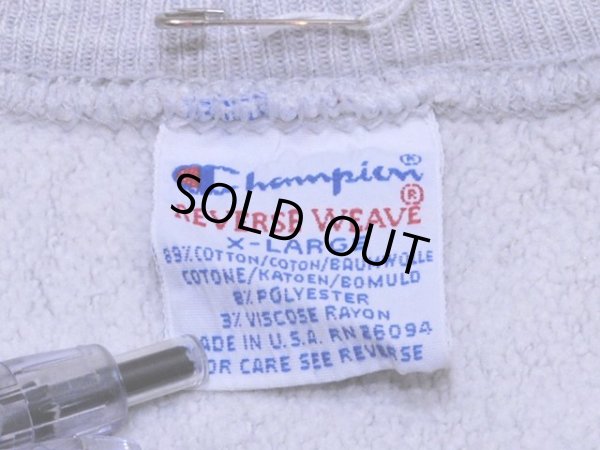 Champion®
REVERSE WEAVE®
X-LARGE
89% COTTON/COTON/BAUMWOLLE
COTONE/KATOEN/BOMULD
8% POLYESTER
3% VISCOSE RAYON
MADE IN U.S.A. RN 26094
FOR CARE SEE REVERSE
SOLD OUT